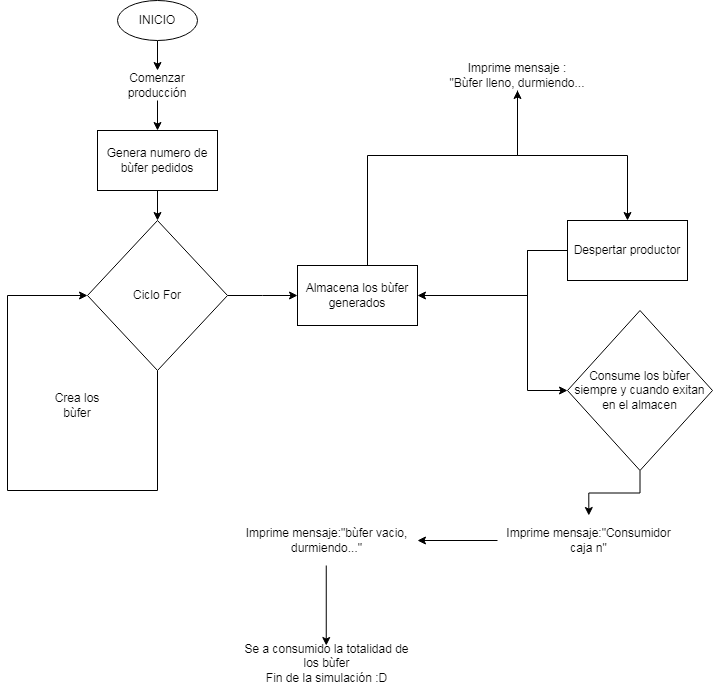 INICIO
Comenzar
producción
Genera numero de
bùfer pedidos
Ciclo For
Crea los
bùfer
Almacena los bùfer
generados
Imprime mensaje :
"Bùfer lleno, durmiendo...
Despertar productor
Consume los bùfer
siempre y cuando exitan
en el almacen
Imprime mensaje:"Consumidor
caja n"
Imprime mensaje:"bùfer vacio,
durmiendo..."
Se a consumido la totalidad de
los bùfer
Fin de la simulación :D